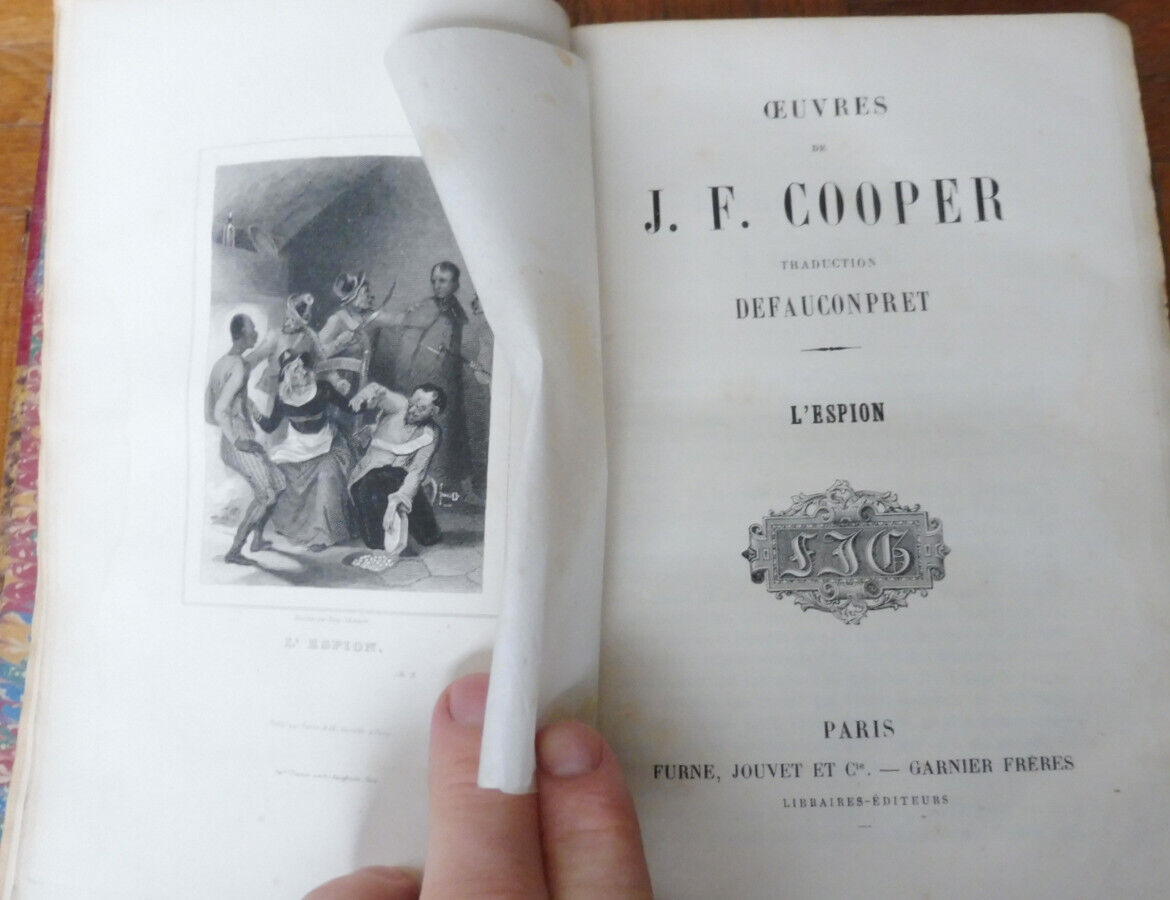 L' ESPION.
ŒUVRES
DE
J. F. COOPER
TRADUCTION
DEFAUCONPRET
L'ESPION
FJG
PARIS
FURNE, JOUVET ET Cie. — GARNIER FRÈRES
LIBRAIRES-ÉDITEURS